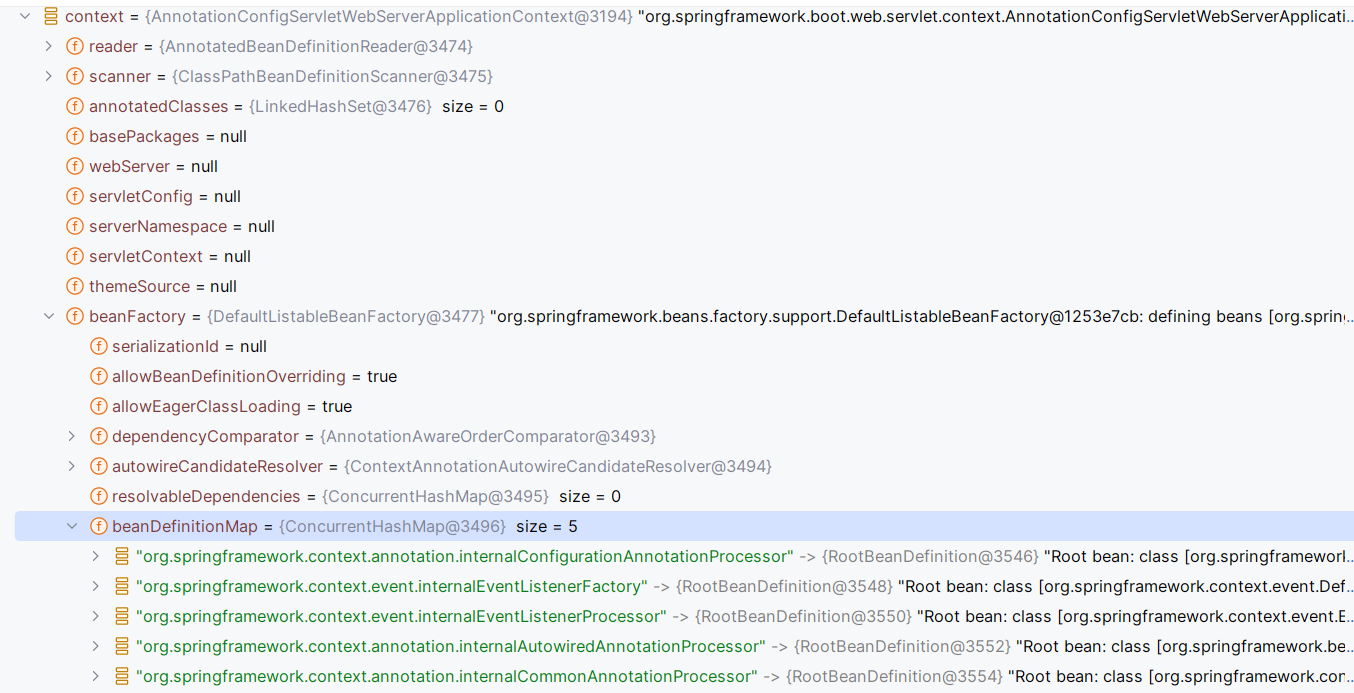 context = {AnnotationConfigServletWebServerApplicationContext@3194} "org.springframework.boot.web.servlet.context.AnnotationConfigServletWebServerApplicati...
f reader = {AnnotatedBeanDefinitionReader@3474}
f scanner = {ClassPathBeanDefinitionScanner@3475}
f annotatedClasses = {LinkedHashSet@3476} size = 0
f basePackages = null
f webServer = null
f servletConfig = null
f serverNamespace = null
f servletContext = null
f themeSource = null
f beanFactory = {DefaultListableBeanFactory@3477} "org.springframework.beans.factory.support.DefaultListableBeanFactory@1253e7cb: defining beans [org.spring...
f serializationId = null
f allowBeanDefinitionOverriding = true
f allowEagerClassLoading = true
f dependencyComparator = {AnnotationAwareOrderComparator@3493}
f autowireCandidateResolver = {ContextAnnotationAutowireCandidateResolver@3494}
f resolvableDependencies = {ConcurrentHashMap@3495} size = 0
f beanDefinitionMap = {ConcurrentHashMap@3496} size = 5
"org.springframework.context.annotation.internalConfigurationAnnotationProcessor" -> {RootBeanDefinition@3546} "Root bean: class [org.springframework...
"org.springframework.context.event.internalEventListenerFactory" -> {RootBeanDefinition@3548} "Root bean: class [org.springframework.context.event.Def...
"org.springframework.context.event.internalEventListenerProcessor" -> {RootBeanDefinition@3550} "Root bean: class [org.springframework.context.event.E...
"org.springframework.context.annotation.internalAutowiredAnnotationProcessor" -> {RootBeanDefinition@3552} "Root bean: class [org.springframework.be...
"org.springframework.context.annotation.internalCommonAnnotationProcessor" -> {RootBeanDefinition@3554} "Root bean: class [org.springframework.con...